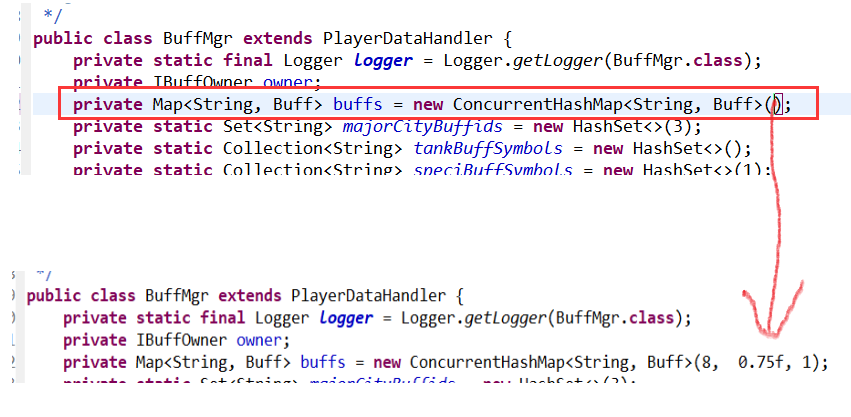 */
public class BuffMgr extends PlayerDataHandler {
private static final Logger logger = Logger.getLogger(BuffMgr.class);
private IBuffOwner owner;
private Map<String, Buff> buffs = new ConcurrentHashMap<String, Buff>();
private static Set<String> majorCityBuffids = new HashSet<>(3);
private static Collection<String> tankBuffSymbols = new HashSet<>();
private static Collection<String> speciBuffSymbols = new HashSet<>(1);
*/
public class BuffMgr extends PlayerDataHandler {
private static final Logger logger = Logger.getLogger(BuffMgr.class);
private IBuffOwner owner;
private Map<String, Buff> buffs = new ConcurrentHashMap<String, Buff>(8, 0.75f, 1);
private static Set<String> majorCityBuffids = new HashSet<>(3);